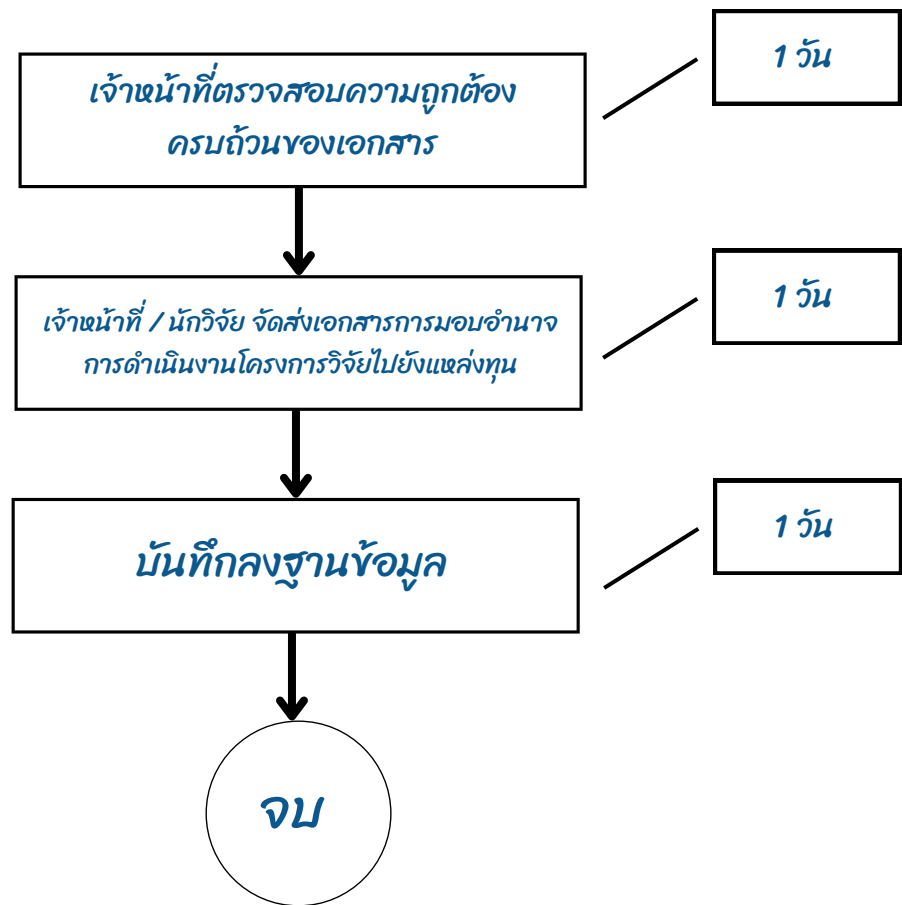 เจ้าหน้าที่ตรวจสอบความถูกต้อง
ครบถ้วนของเอกสาร
1 วัน
เจ้าหน้าที่ / นักวิจัย จัดส่งเอกสารการมอบอำนาจ
การดำเนินงานโครงการวิจัยไปยังแหล่งทุน
1 วัน
บันทึกลงฐานข้อมูล
1 วัน
จบ